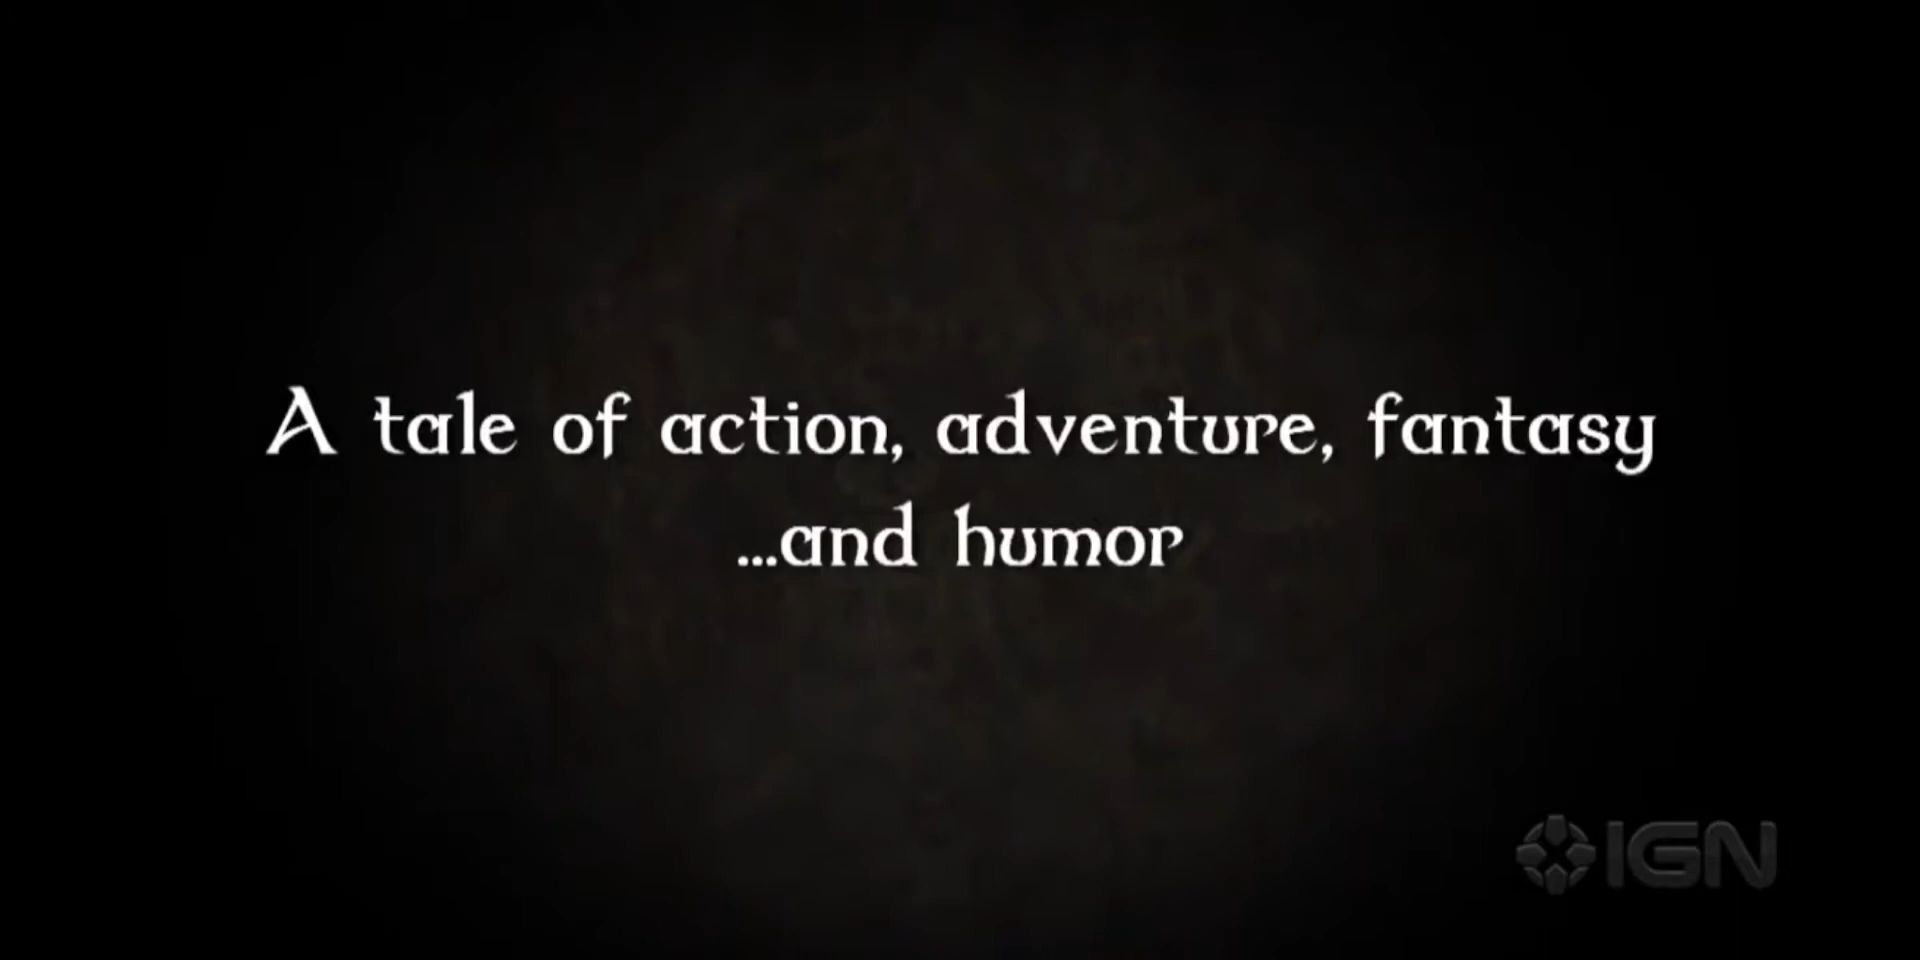 A tale of action, adventure, fantasy
...and humor
IGN